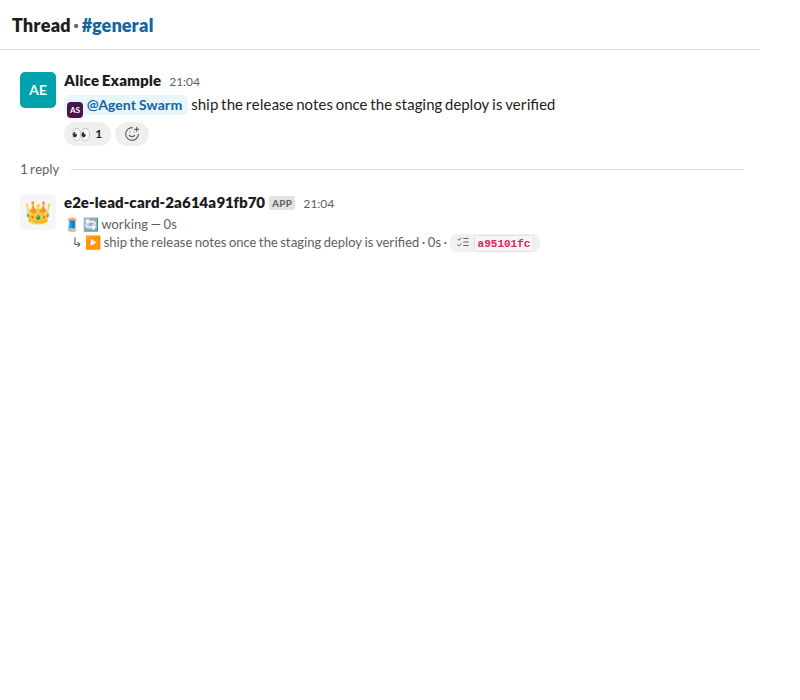 Thread • #general
AE
Alice Example 21:04
AS @Agent Swarm ship the release notes once the staging deploy is verified
1
1 reply
e2e-lead-card-2a614a91fb70 APP 21:04
working — 0s
↳ ship the release notes once the staging deploy is verified · 0s · a95101fc